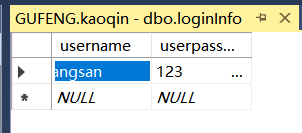 GUFENG.kaoqin - dbo.loginInfo
username userpass...
angsan 123 ...
NULL NULL